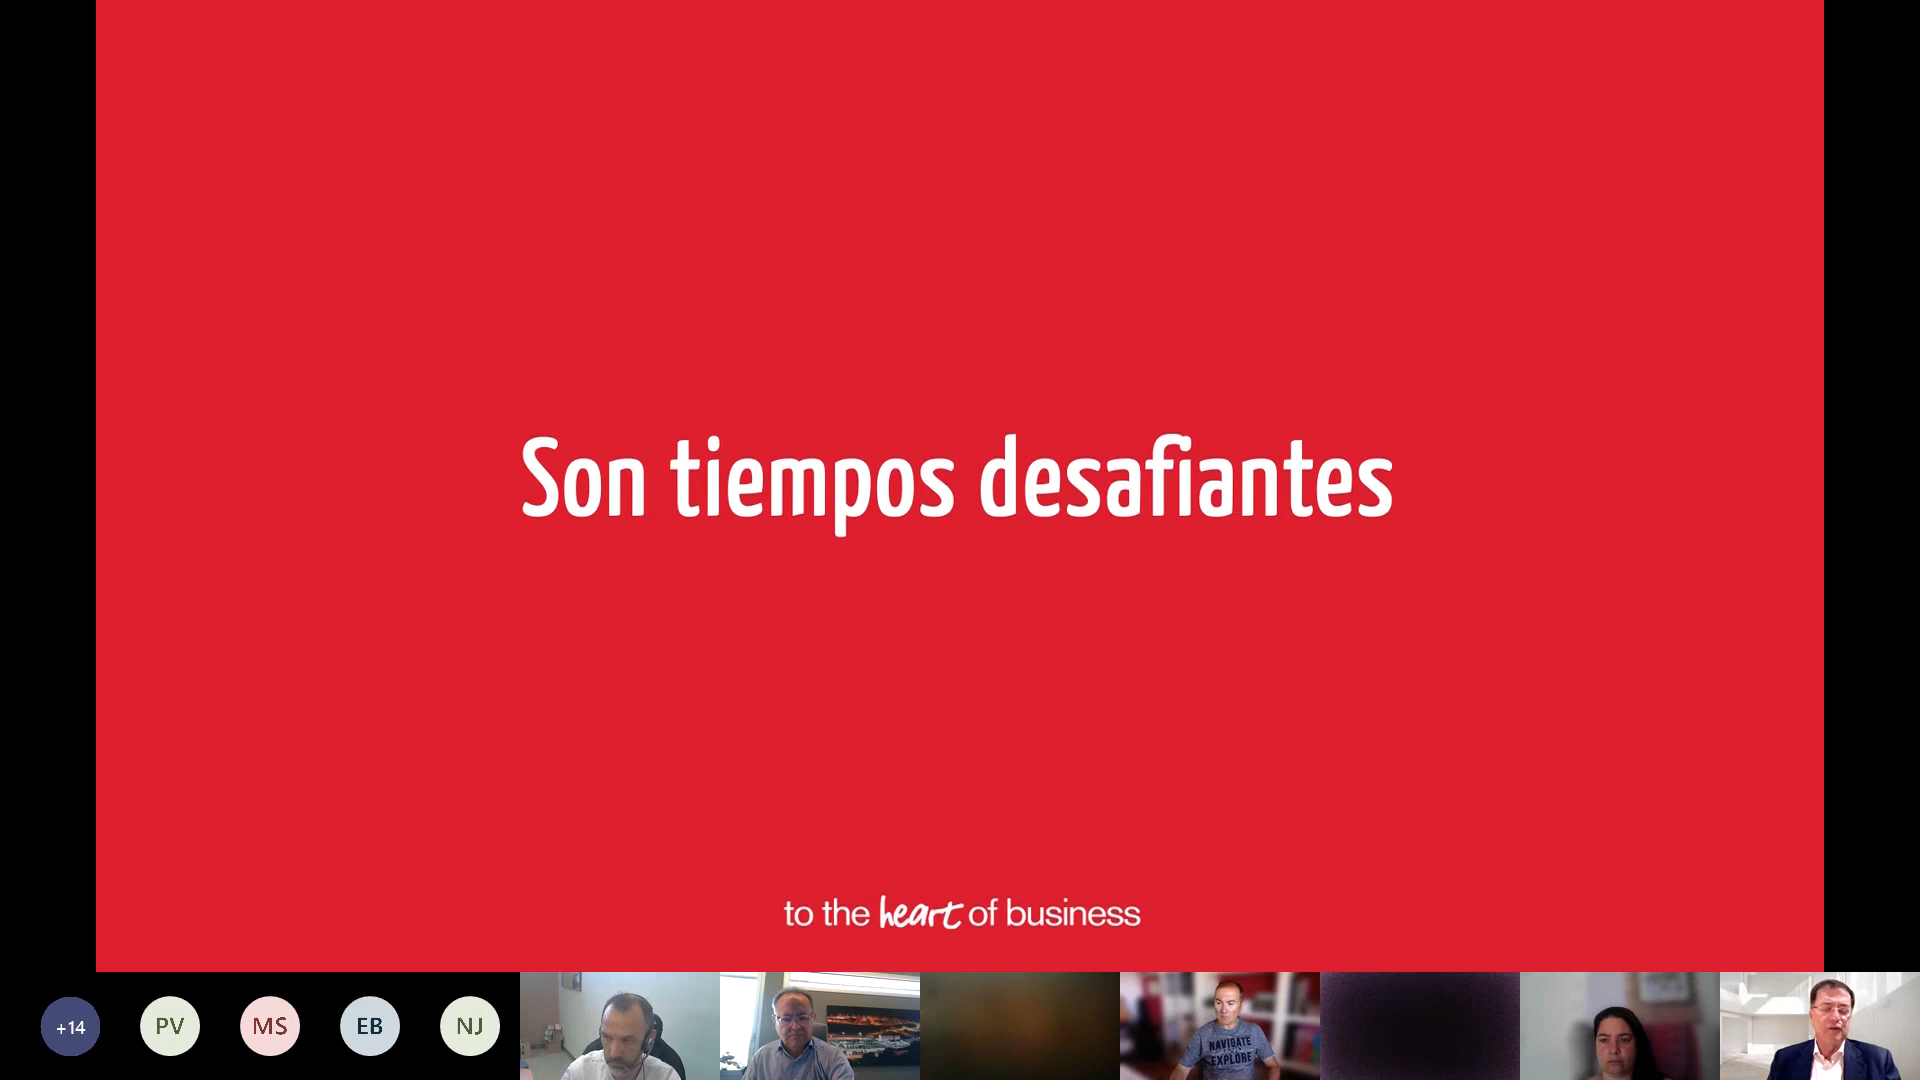 Son tiempos desafiantes
to the heart of business
+14
PV
MS
EB
NJ
NAVIGATE
EXPLORE